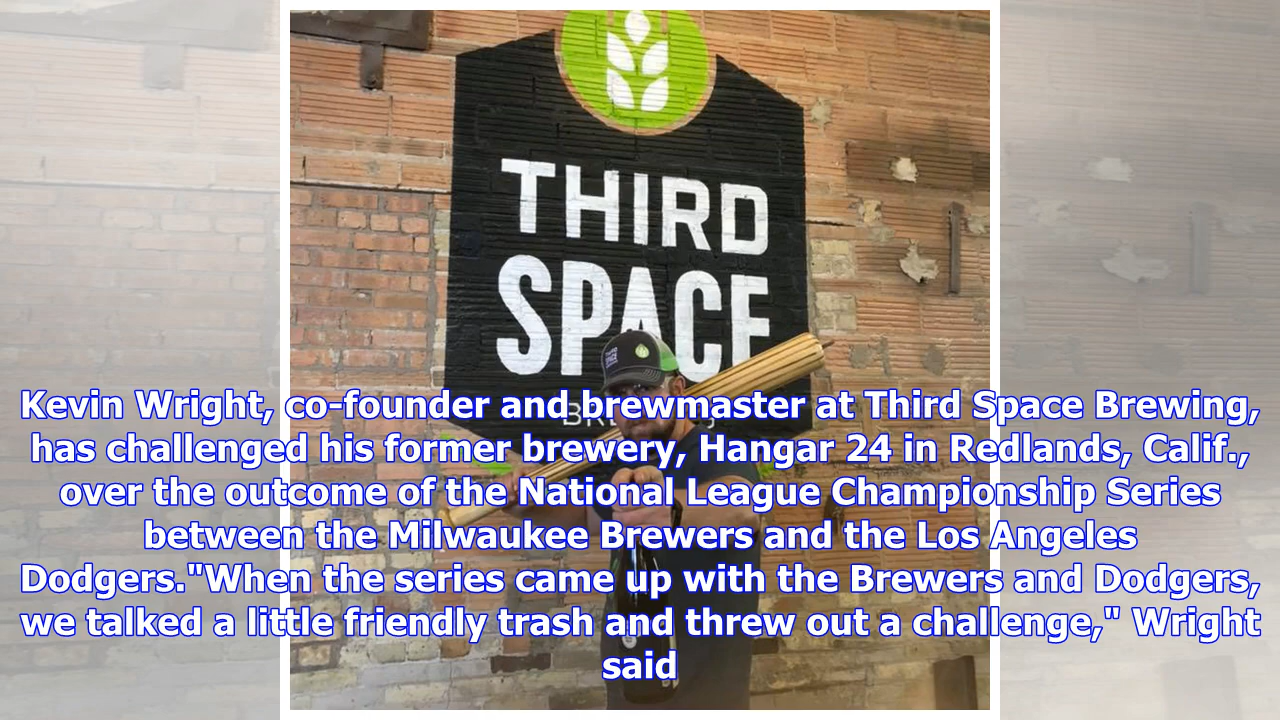 THIRD
SPACE
Kevin Wright, co-founder and brewmaster at Third Space Brewing,
has challenged his former brewery, Hangar 24 in Redlands, Calif.,
over the outcome of the National League Championship Series
between the Milwaukee Brewers and the Los Angeles
Dodgers."When the series came up with the Brewers and Dodgers,
we talked a little friendly trash and threw out a challenge," Wright
said